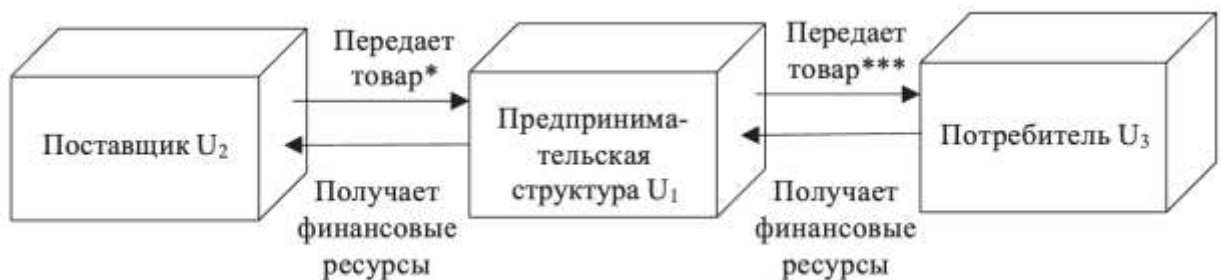 Передает
товар*
Передает
товар***
Поставщик U₂
Предпринима-
тельская
структура U₁
Потребитель U₃
Получает
финансовые
ресурсы
Получает
финансовые
ресурсы